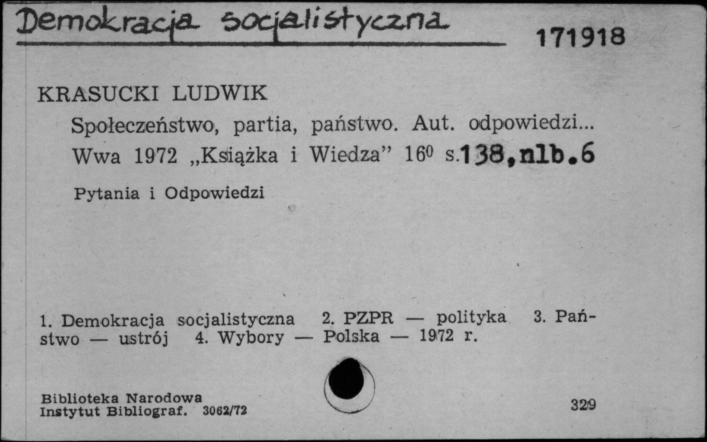 Demokracja socjalistyczna
171918
KRASUCKI LUDWIK
Społeczeństwo, partia, państwo. Aut. odpowiedzi...
Wwa 1972 „Książka i Wiedza” 16⁰ s.138,nlb.6
Pytania i Odpowiedzi
1. Demokracja socjalistyczna 2. PZPR — polityka 3. Pań-
stwo — ustrój 4. Wybory — Polska — 1972 r.
Biblioteka Narodowa
Instytut Bibliograf. 3062/72
329